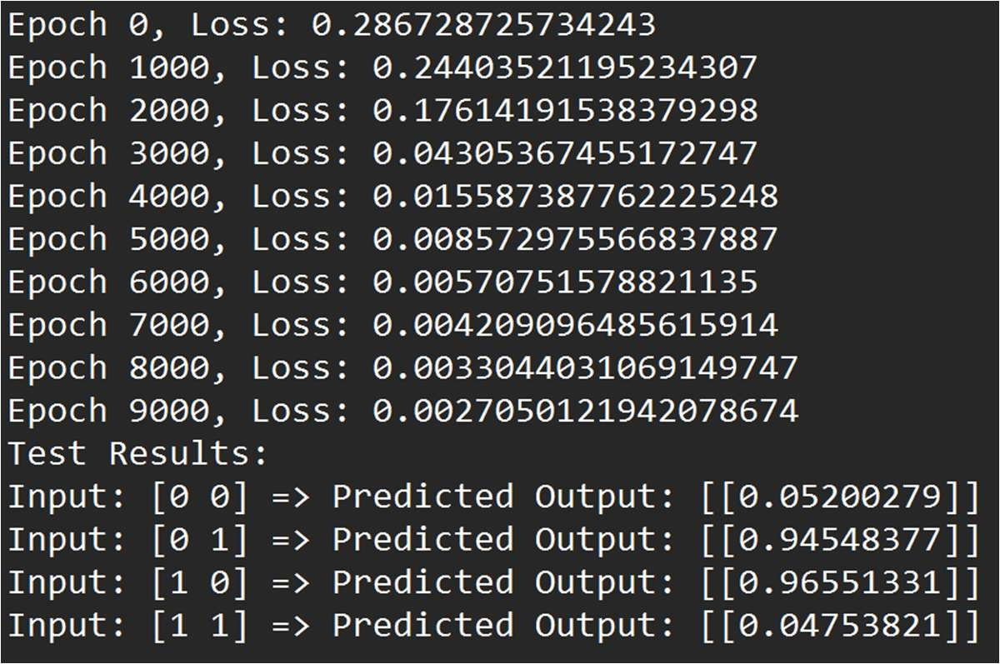 Epoch 0, Loss: 0.286728725734243
Epoch 1000, Loss: 0.24403521195234307
Epoch 2000, Loss: 0.17614191538379298
Epoch 3000, Loss: 0.04305367455172747
Epoch 4000, Loss: 0.015587387762225248
Epoch 5000, Loss: 0.008572975566837887
Epoch 6000, Loss: 0.00570751578821135
Epoch 7000, Loss: 0.004209096485615914
Epoch 8000, Loss: 0.0033044031069149747
Epoch 9000, Loss: 0.0027050121942078674
Test Results:
Input: [0 0] => Predicted Output: [[0.05200279]]
Input: [0 1] => Predicted Output: [[0.94548377]]
Input: [1 0] => Predicted Output: [[0.96551331]]
Input: [1 1] => Predicted Output: [[0.04753821]]